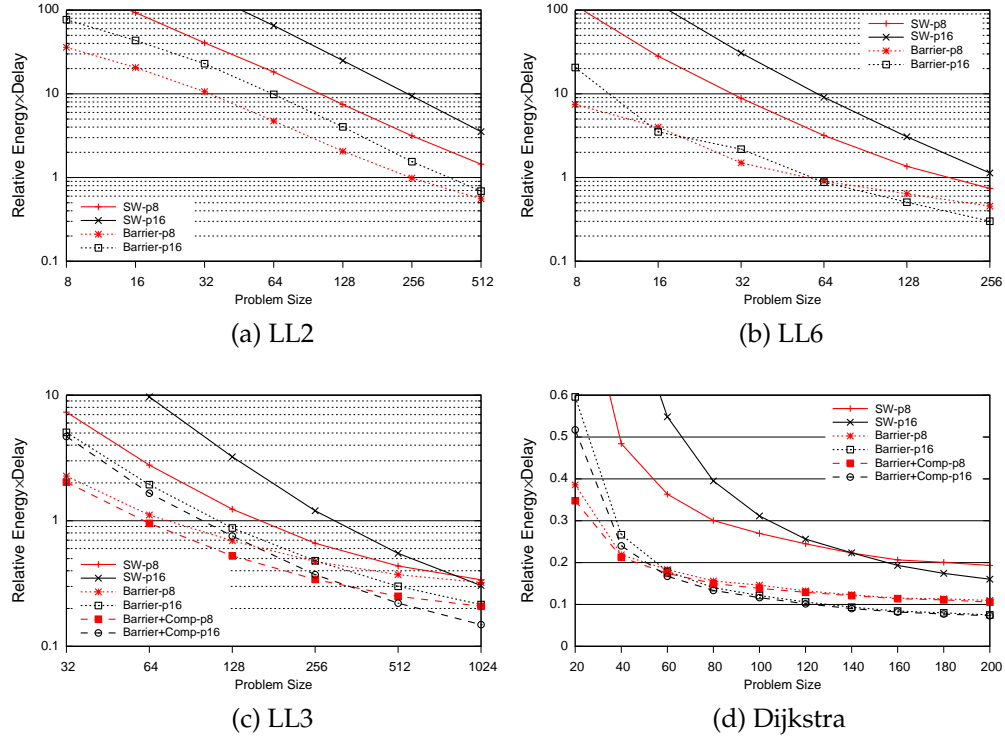 100
10
1
0.1
Relative Energy×Delay
SW-p8
SW-p16
Barrier-p8
Barrier-p16
8 16 32 64 128 256 512
Problem Size
(a) LL2
100
10
1
0.1
Relative Energy×Delay
SW-p8
SW-p16
Barrier-p8
Barrier-p16
8 16 32 64 128 256
Problem Size
(b) LL6
10
1
0.1
Relative Energy×Delay
SW-p8
SW-p16
Barrier-p8
Barrier-p16
Barrier+Comp-p8
Barrier+Comp-p16
32 64 128 256 512 1024
Problem Size
(c) LL3
0.6
0.5
0.4
0.3
0.2
0.1
0
Relative Energy×Delay
SW-p8
SW-p16
Barrier-p8
Barrier-p16
Barrier+Comp-p8
Barrier+Comp-p16
20 40 60 80 100 120 140 160 180 200
Problem Size
(d) Dijkstra